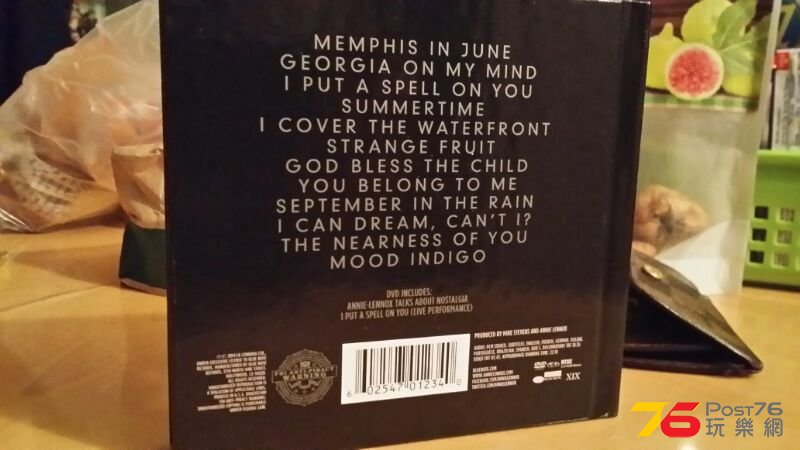 MEMPHIS IN JUNE
GEORGIA ON MY MIND
I PUT A SPELL ON YOU
SUMMERTIME
I COVER THE WATERFRONT
STRANGE FRUIT
GOD BLESS THE CHILD
YOU BELONG TO ME
SEPTEMBER IN THE RAIN
I CAN DREAM, CAN'T I?
THE NEARNESS OF YOU
MOOD INDIGO
DVD INCLUDES:
ANNIE LENNOX TALKS ABOUT NOSTALGIA
I PUT A SPELL ON YOU (LIVE PERFORMANCE)
PRODUCED BY MIKE STEVENS AND ANNIE LENNOX
FBI ANTI-PIRACY
WARNING
6 02547 01234 0
XIX
76 POST76
玩樂網